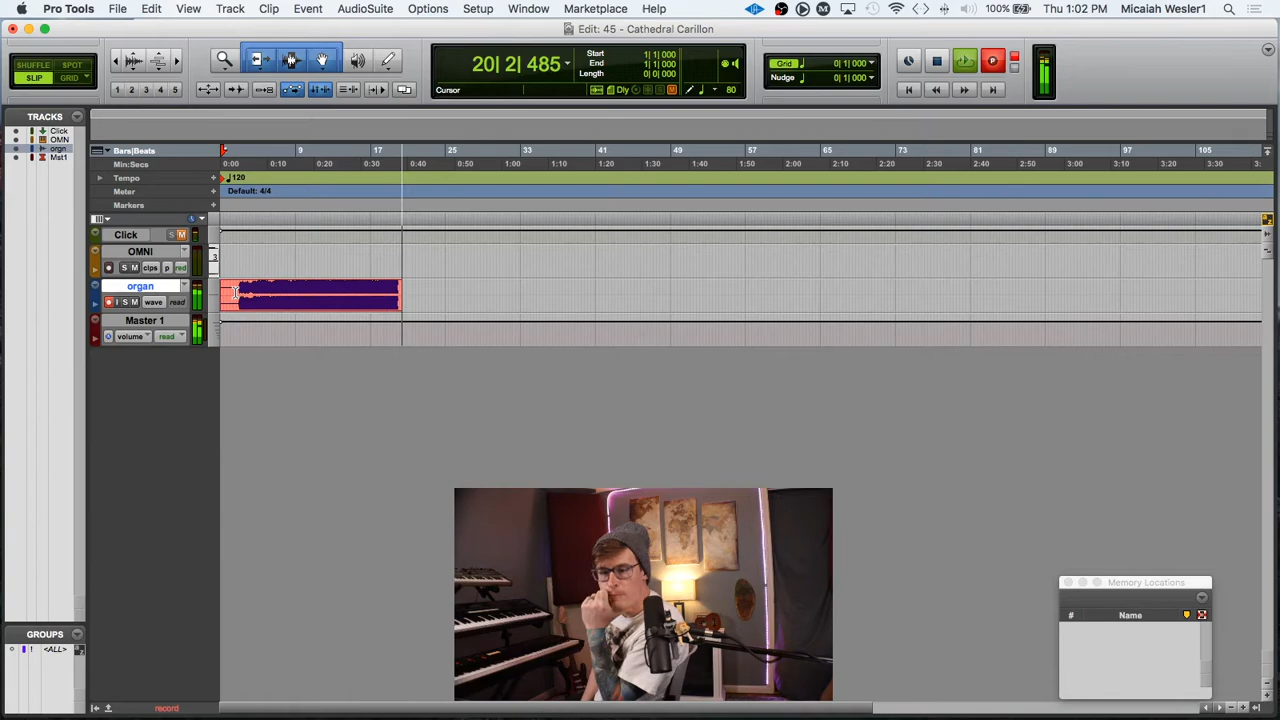 Pro Tools File Edit View Track Clip Event AudioSuite Options Setup Window Marketplace Help 100% Thu 1:02 PM Micaiah Wesler1
Edit: 45 - Cathedral Carillon
SHUFFLE SPOT
SLIP GRID
1 2 3 4 5
20| 2| 485
Start 1| 1| 000
End 1| 1| 000
Length 0| 0| 000
Cursor Dly 80
Grid 0| 1| 000
Nudge 0| 1| 000
TRACKS
Click
OMN
orgn
Mst1
Bars|Beats 9 17 25 33 41 49 57 65 73 81 89 97 105
Min:Secs 0:00 0:10 0:20 0:30 0:40 0:50 1:00 1:10 1:20 1:30 1:40 1:50 2:00 2:10 2:20 2:30 2:40 2:50 3:00 3:10 3:20 3:30
Tempo 120
Meter Default: 4/4
Markers
Click S M
OMNI 3
S M clips p red
organ
I S M wave read
Master 1
volume read
GROUPS
! <ALL>
record
Memory Locations
# Name